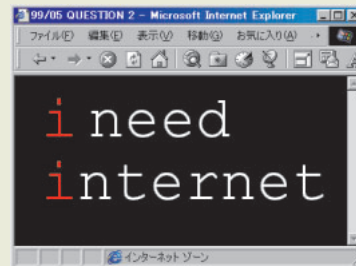 99/05 QUESTION 2 - Microsoft Internet Explorer
ファイル(F) 編集(E) 表示(V) 移動(G) お気に入り(A)
i need
internet
インターネット ゾーン